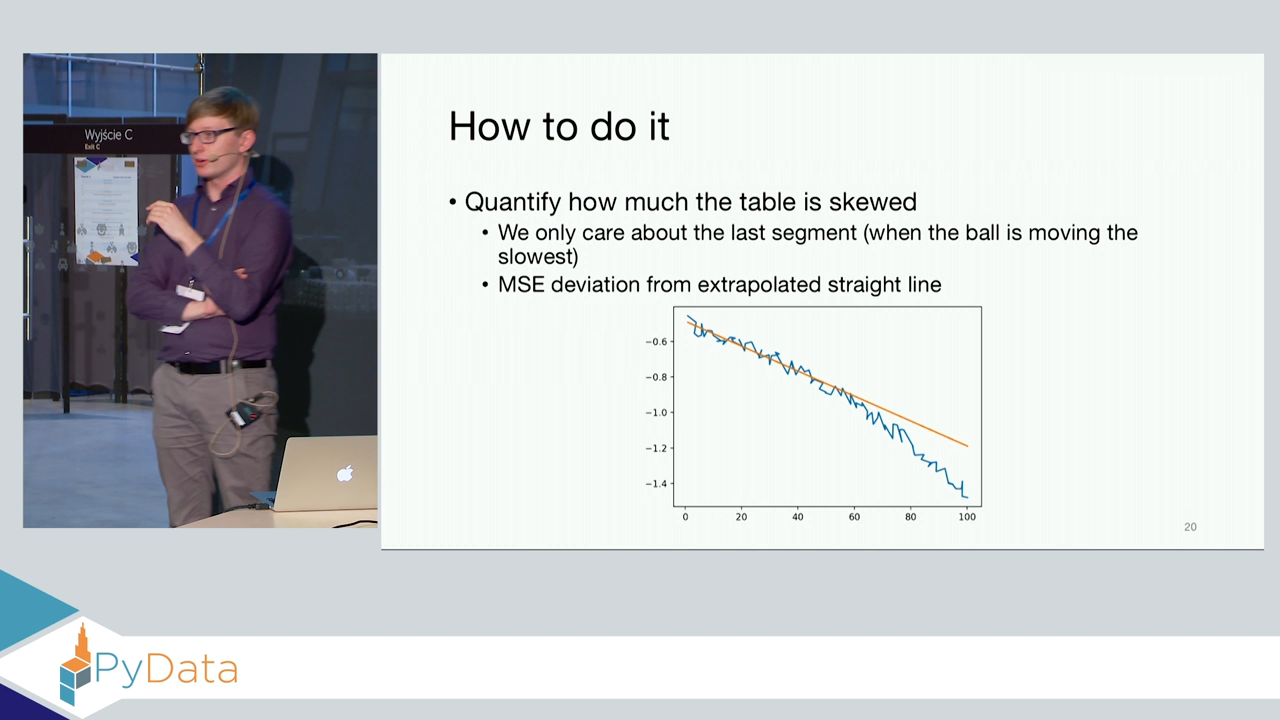 Wyjście C
Exit C
How to do it
• Quantify how much the table is skewed
• We only care about the last segment (when the ball is moving the
slowest)
• MSE deviation from extrapolated straight line
−0.6
−0.8
−1.0
−1.2
−1.4
0 20 40 60 80 100
20
PyData